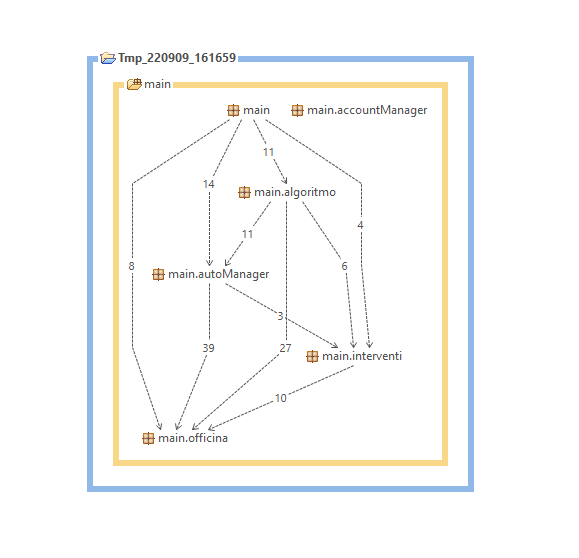 Tmp_220909_161659
main
main main.accountManager
11
14
main.algoritmo
4
11
8 6
main.autoManager
3
39 27
main.interventi
10
main.officina